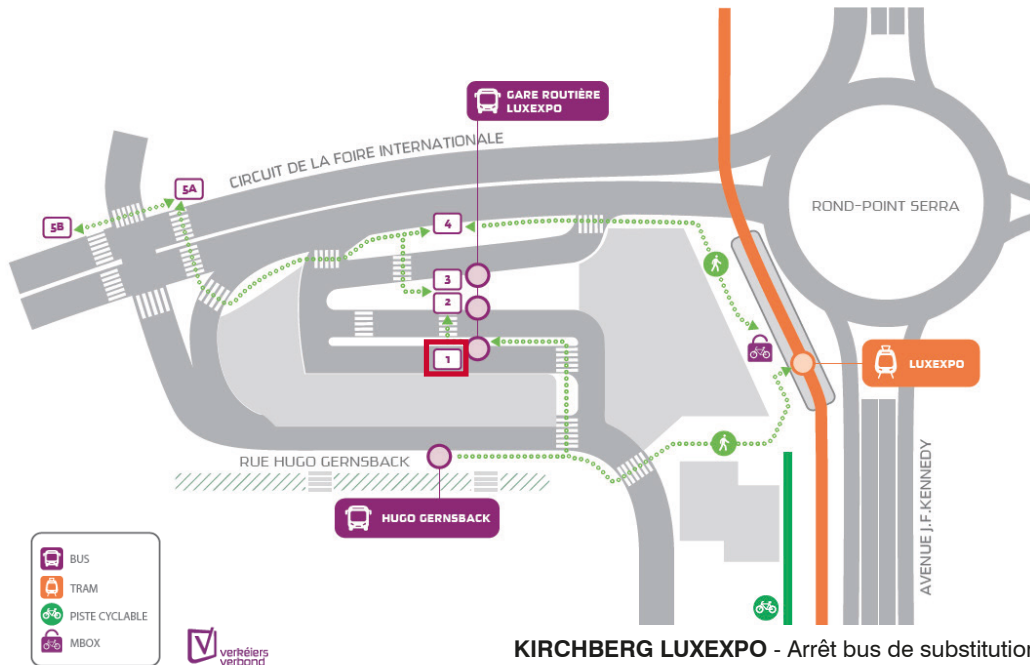 GARE ROUTIÈRE
LUXEXPO
CIRCUIT DE LA FOIRE INTERNATIONALE
5A
5B
4
3
2
1
ROND-POINT SERRA
LUXEXPO
RUE HUGO GERNSBACK
HUGO GERNSBACK
AVENUE J.F.KENNEDY
BUS
TRAM
PISTE CYCLABLE
MBOX
verkéiers
verbond
KIRCHBERG LUXEXPO - Arrêt bus de substitution